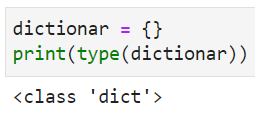 dictionar = {}
print(type(dictionar))
<class 'dict'>